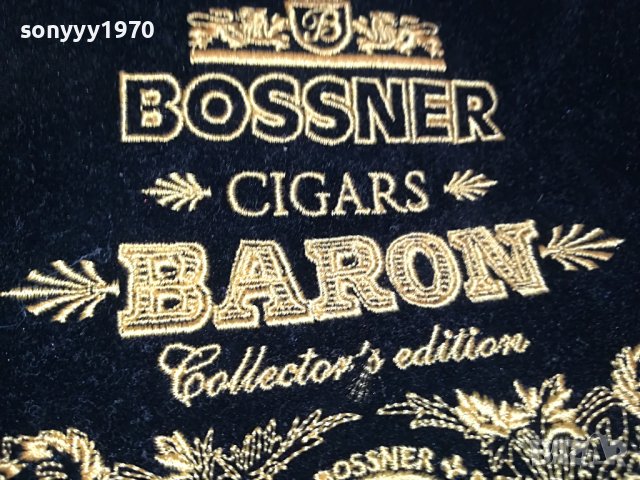 sonyyy1970
B
BOSSNER
CIGARS
BARON
Collector's edition
BOSSNER